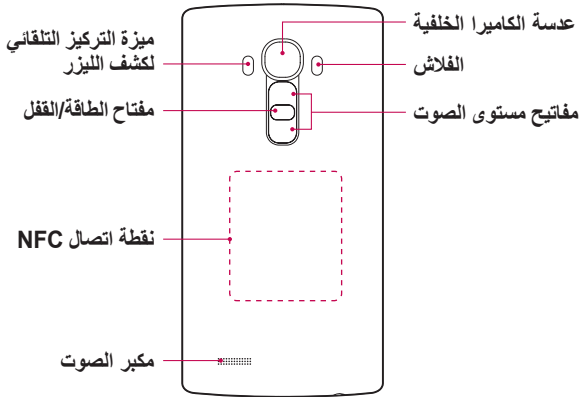 عدسة الكاميرا الخلفية
الفلاش
مفاتيح مستوى الصوت
ميزة التركيز التلقائي
لكشف الليزر
مفتاح الطاقة/القفل
نقطة اتصال NFC
مكبر الصوت